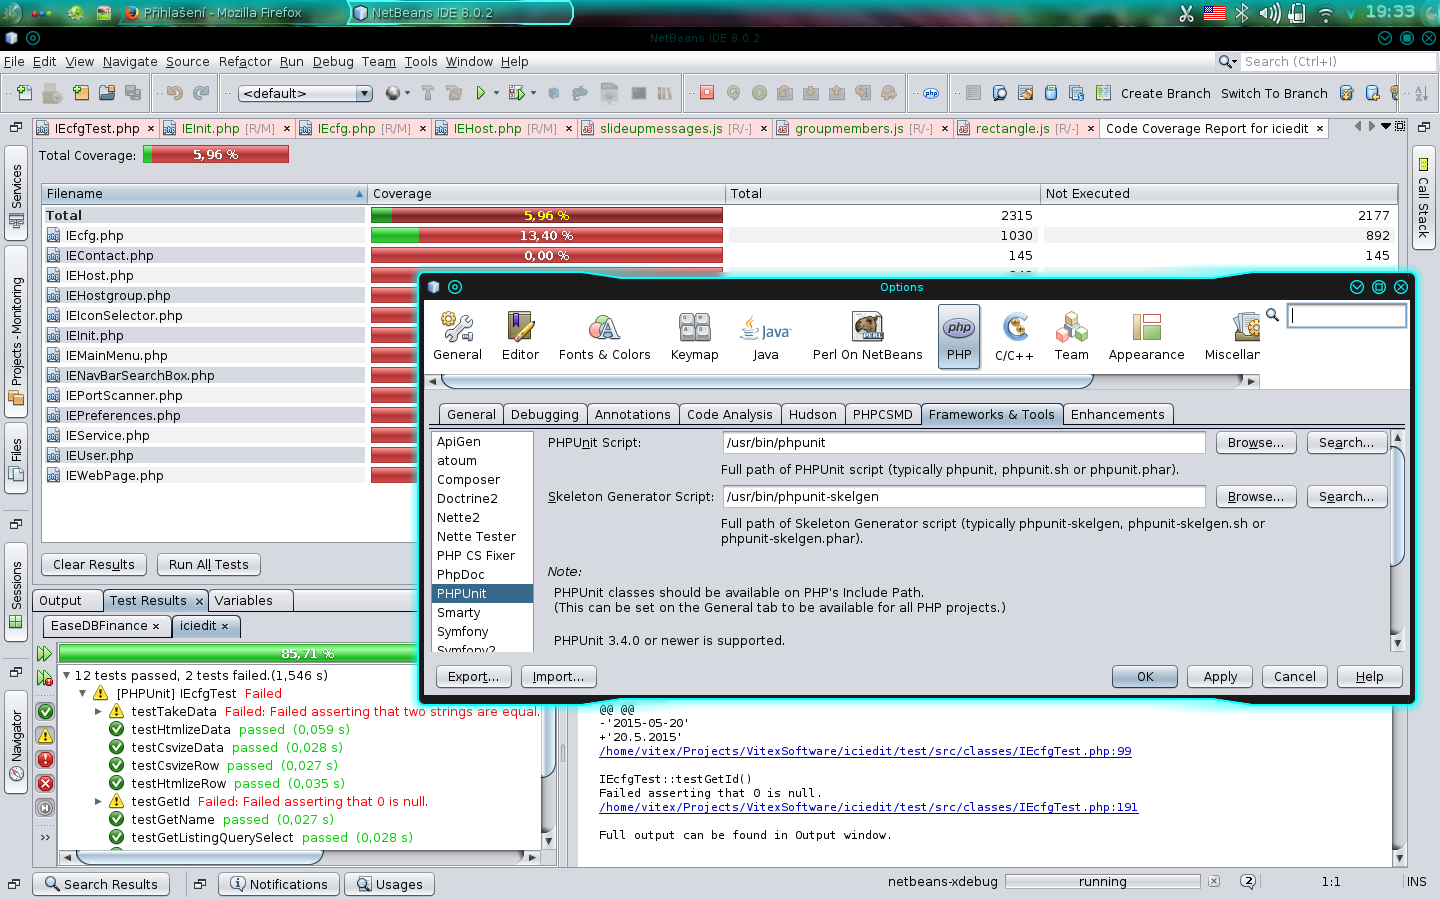 Přihlašení - Mozilla Firefox
NetBeans IDE 8.0.2
19:33
NetBeans IDE 8.0.2
File Edit View Navigate Source Refactor Run Debug Team Tools Window Help
Search (Ctrl+I)
<default>
php
Create Branch Switch To Branch
IEcfgTest.php
IEInit.php [R/M]
IEcfg.php [R/M]
IEHost.php [R/M]
slideupmessages.js [R/-]
groupmembers.js [R/-]
rectangle.js [R/-]
Code Coverage Report for iciedit
Total Coverage: 5,96 %
Filename Coverage Total Not Executed
Total 5,96 % 2315 2177
IEcfg.php 13,40 % 1030 892
IEContact.php 0,00 % 145 145
IEHost.php
IEHostgroup.php
IEIconSelector.php
IEInit.php
IEMainMenu.php
IENavBarSearchBox.php
IEPortScanner.php
IEPreferences.php
IEService.php
IEUser.php
IEWebPage.php
Services
Projects - Monitoring
Files
Sessions
Navigator
Call Stack
Clear Results
Run All Tests
Output
Test Results
Variables
EaseDBFinance
iciedit
85,71 %
12 tests passed, 2 tests failed.(1,546 s)
[PHPUnit] IEcfgTest Failed
testTakeData Failed: Failed asserting that two strings are equal.
testHtmlizeData passed (0,059 s)
testCsvizeData passed (0,028 s)
testCsvizeRow passed (0,027 s)
testHtmlizeRow passed (0,035 s)
testGetId Failed: Failed asserting that 0 is null.
testGetName passed (0,027 s)
testGetListingQuerySelect passed (0,028 s)
@@ @@
-'2015-05-20'
+'20.5.2015'
/home/vitex/Projects/VitexSoftware/iciedit/test/src/classes/IEcfgTest.php:99
IEcfgTest::testGetId()
Failed asserting that 0 is null.
/home/vitex/Projects/VitexSoftware/iciedit/test/src/classes/IEcfgTest.php:191
Full output can be found in Output window.
Options
General
Editor
Fonts & Colors
Keymap
Java
Java
PERL
Perl On NetBeans
php
PHP
C/C++
Team
Appearance
Miscellan
General
Debugging
Annotations
Code Analysis
Hudson
PHPCSMD
Frameworks & Tools
Enhancements
ApiGen
atoum
Composer
Doctrine2
Nette2
Nette Tester
PHP CS Fixer
PhpDoc
PHPUnit
Smarty
Symfony
Symfony2
PHPUnit Script: /usr/bin/phpunit Browse... Search...
Full path of PHPUnit script (typically phpunit, phpunit.sh or phpunit.phar).
Skeleton Generator Script: /usr/bin/phpunit-skelgen Browse... Search...
Full path of Skeleton Generator script (typically phpunit-skelgen, phpunit-skelgen.sh or
phpunit-skelgen.phar).
Note:
PHPUnit classes should be available on PHP's Include Path.
(This can be set on the General tab to be available for all PHP projects.)
PHPUnit 3.4.0 or newer is supported.
Export...
Import...
OK
Apply
Cancel
Help
Search Results
Notifications
Usages
netbeans-xdebug running
2
1:1
INS